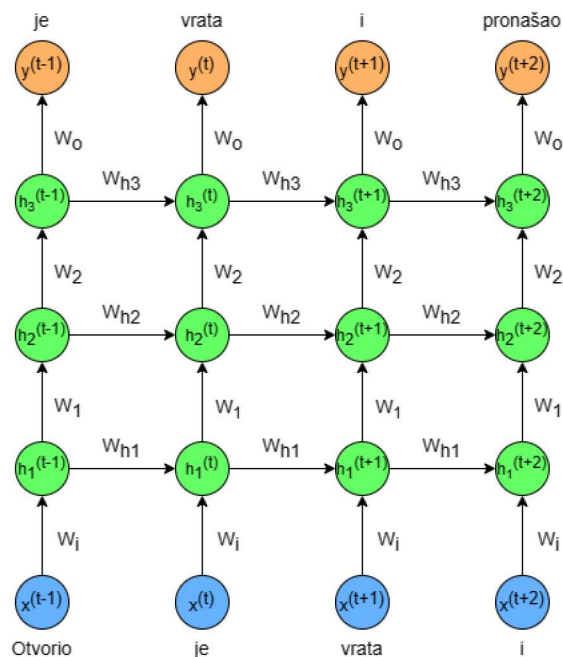 je vrata i pronašao
y(t-1) y(t) y(t+1) y(t+2)
Wo Wo Wo Wo
Wh3 Wh3 Wh3
h3(t-1) h3(t) h3(t+1) h3(t+2)
W2 W2 W2 W2
Wh2 Wh2 Wh2
h2(t-1) h2(t) h2(t+1) h2(t+2)
W1 W1 W1 W1
Wh1 Wh1 Wh1
h1(t-1) h1(t) h1(t+1) h1(t+2)
Wi Wi Wi Wi
x(t-1) x(t) x(t+1) x(t+2)
Otvorio je vrata i